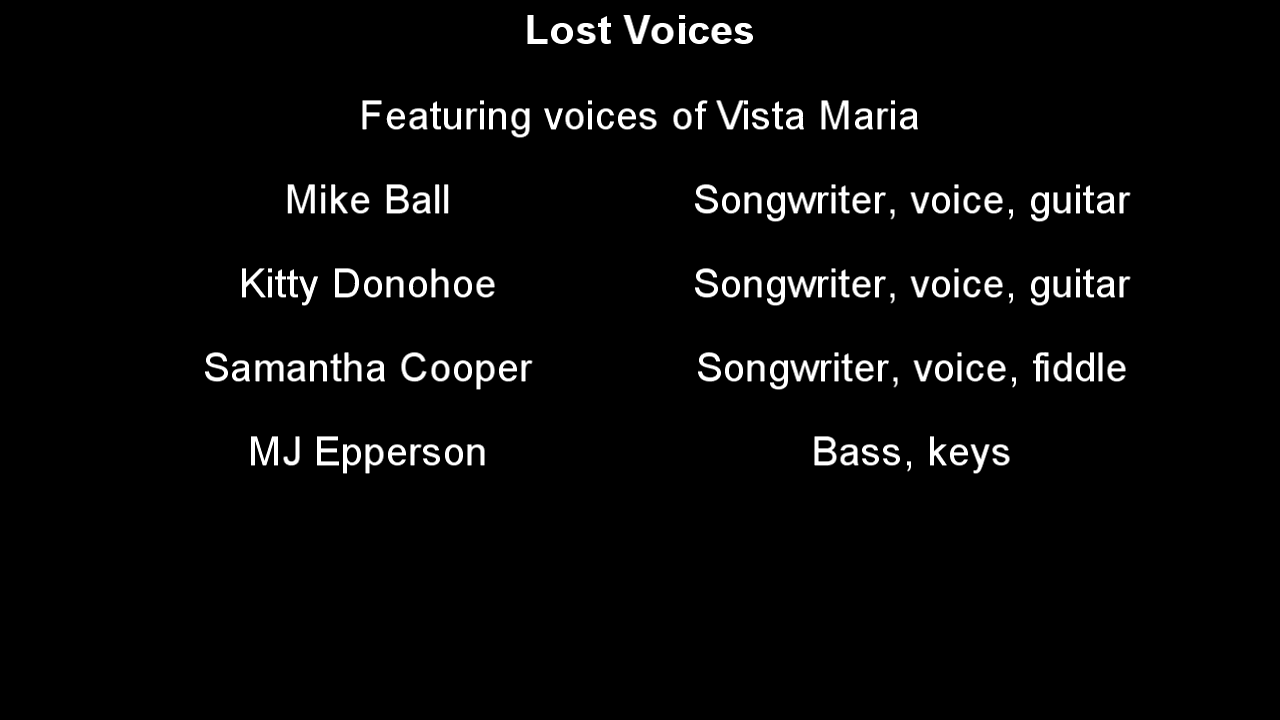 Lost Voices
Featuring voices of Vista Maria
Mike Ball Songwriter, voice, guitar
Kitty Donohoe Songwriter, voice, guitar
Samantha Cooper Songwriter, voice, fiddle
MJ Epperson Bass, keys